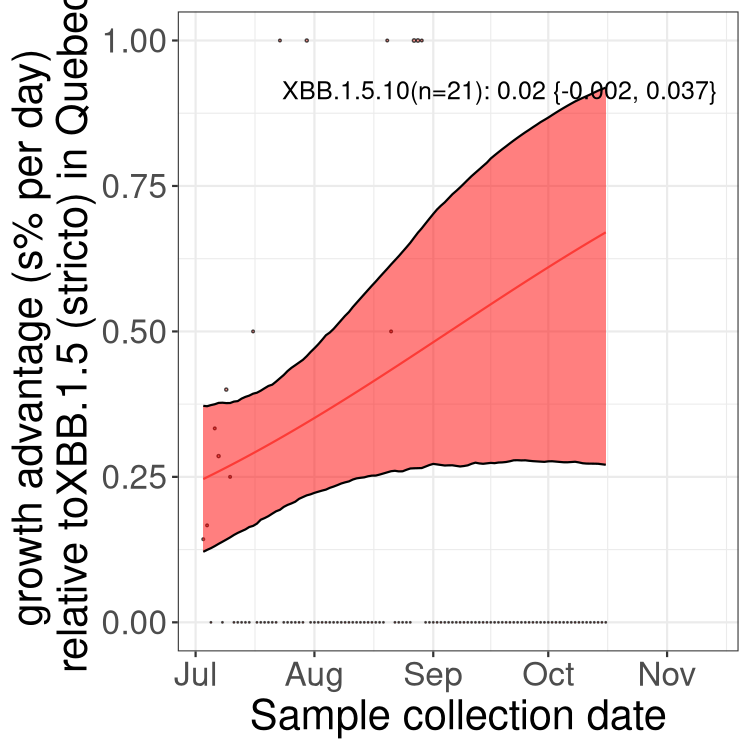 growth advantage (s% per day)
relative toXBB.1.5 (stricto) in Quebec
1.00
0.75
0.50
0.25
0.00
XBB.1.5.10(n=21): 0.02 {-0.002, 0.037}
Jul Aug Sep Oct Nov
Sample collection date